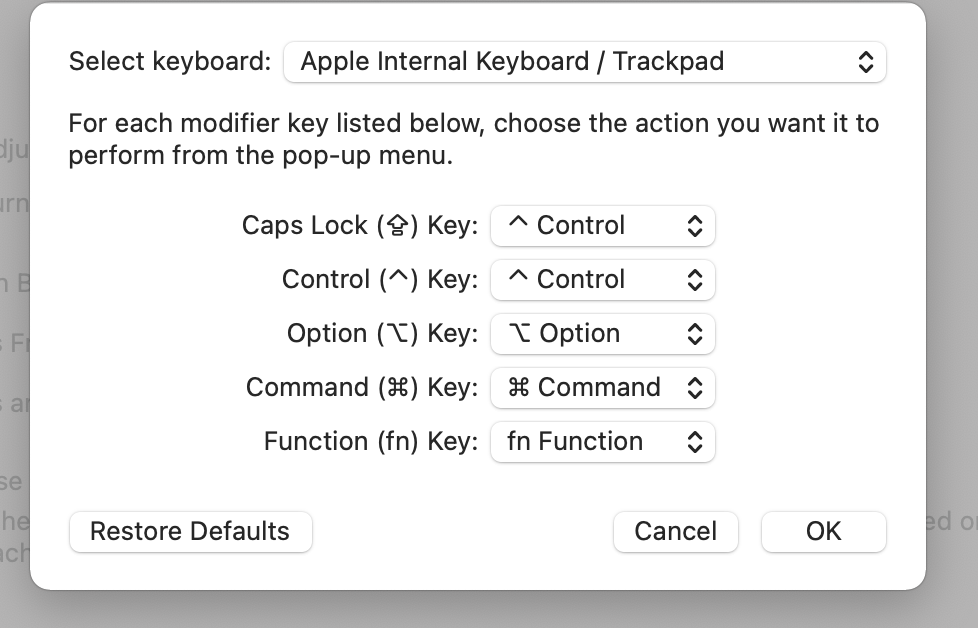 Select keyboard: Apple Internal Keyboard / Trackpad
For each modifier key listed below, choose the action you want it to
perform from the pop-up menu.
Caps Lock (⇪) Key: ^ Control
Control (^) Key: ^ Control
Option (⌥) Key: ⌥ Option
Command (⌘) Key: ⌘ Command
Function (fn) Key: fn Function
Restore Defaults Cancel OK